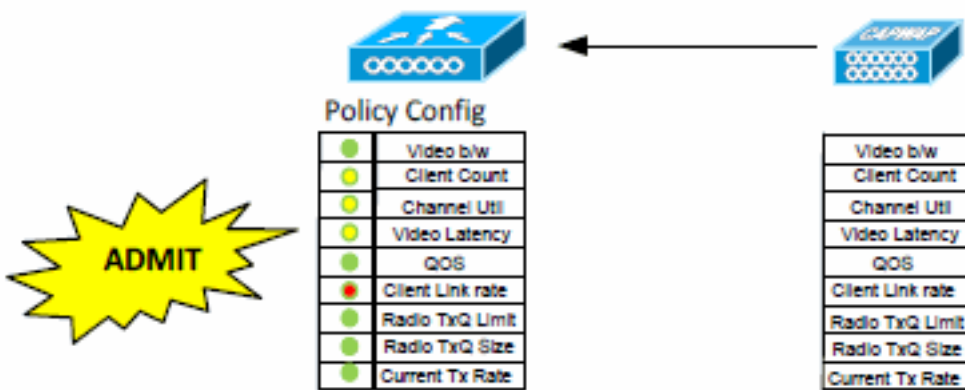 CAPWAP
Policy Config
Video b/w
Client Count
Channel Util
Video Latency
QOS
Client Link rate
Radio TxQ Limit
Radio TxQ Size
Current Tx Rate
ADMIT
Video b/w
Client Count
Channel Util
Video Latency
QOS
Client Link rate
Radio TxQ Limit
Radio TxQ Size
Current Tx Rate